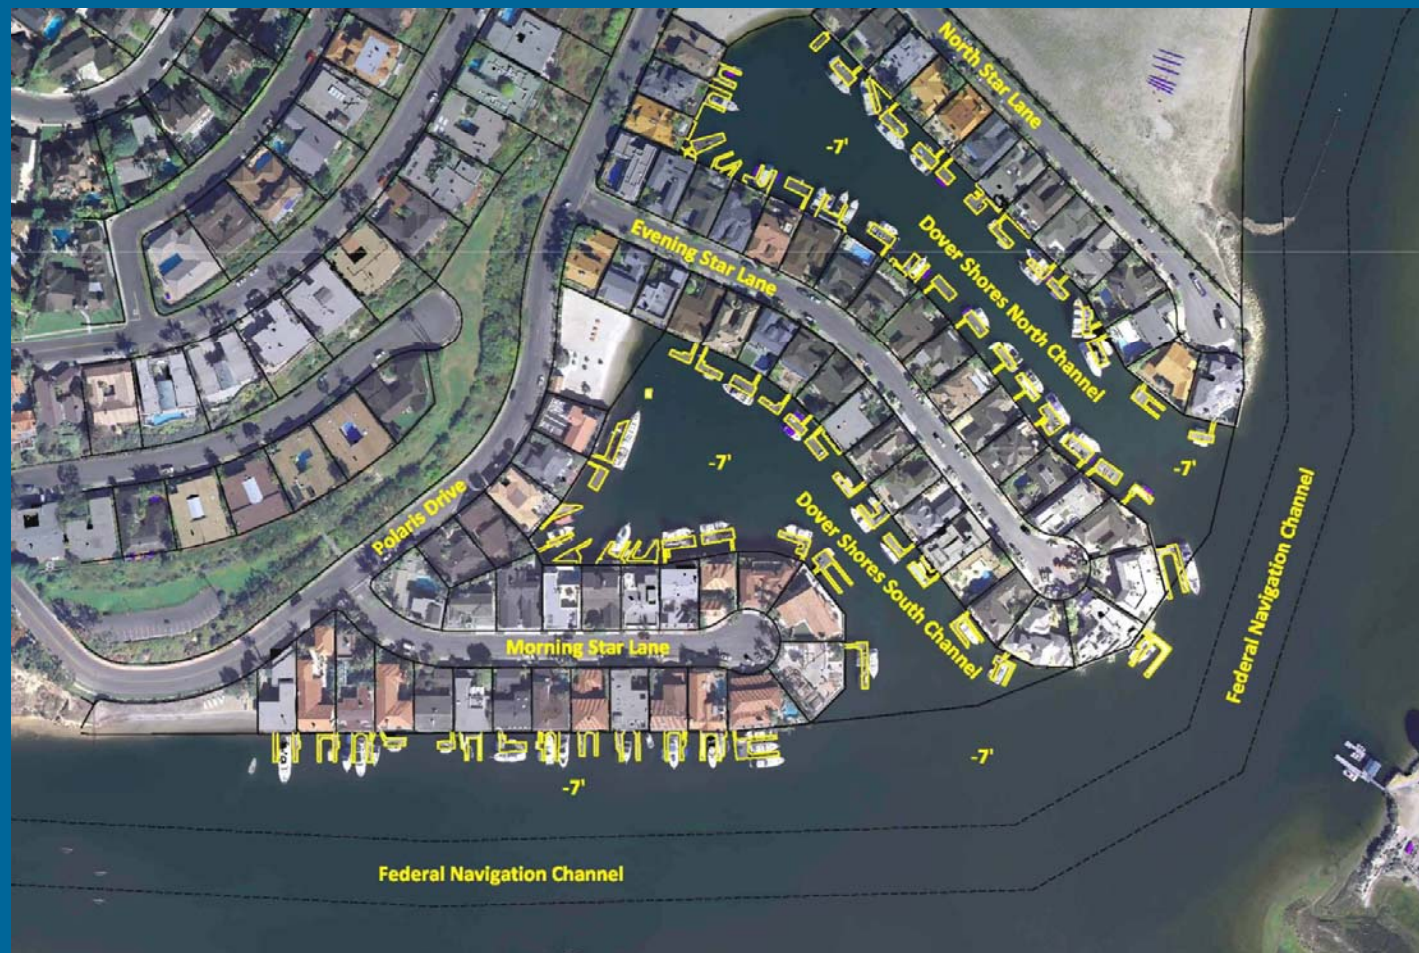 North Star Lane
-7'
Evening Star Lane
Dover Shores North Channel
-7'
-7'
Polaris Drive
Dover Shores South Channel
Federal Navigation Channel
Morning Star Lane
-7'
-7'
Federal Navigation Channel